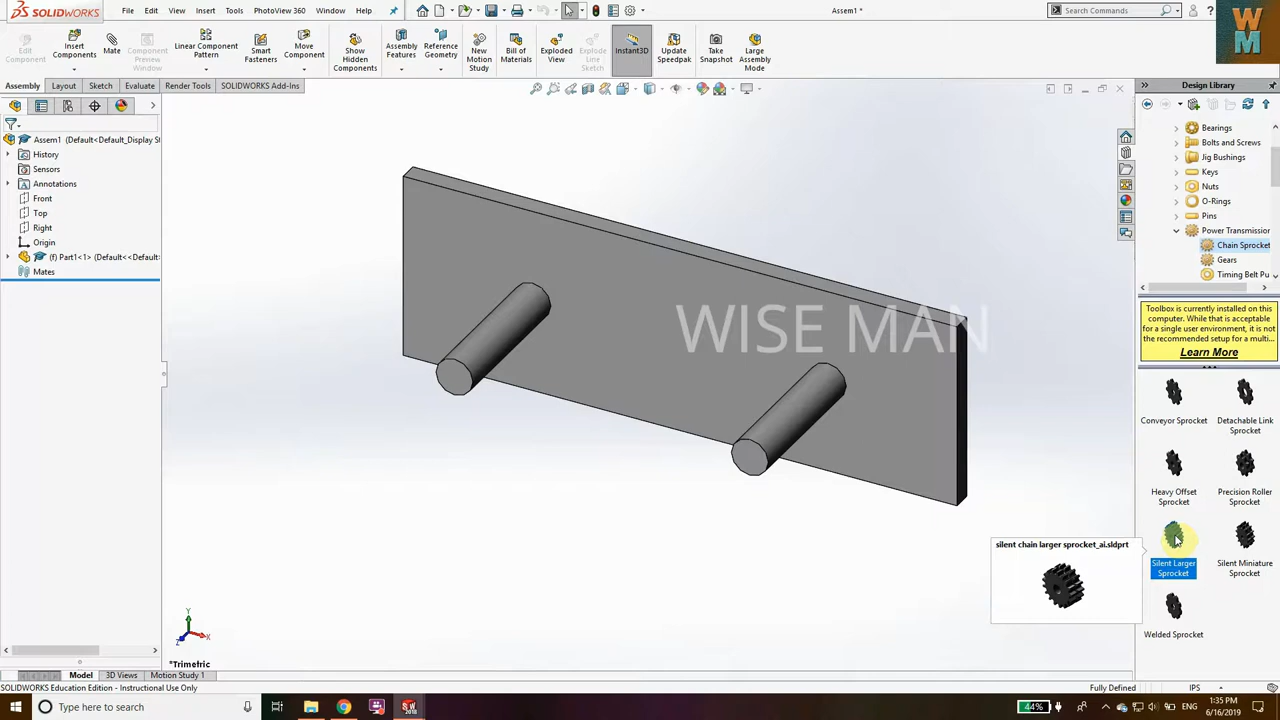 SOLIDWORKS
File Edit View Insert Tools PhotoView 360 Window Help
Assem1 *
Search Commands
WM
Edit Component
Insert Components
Mate
Component Preview Window
Linear Component Pattern
Smart Fasteners
Move Component
Show Hidden Components
Assembly Features
Reference Geometry
New Motion Study
Bill of Materials
Exploded View
Explode Line Sketch
Instant3D
Update Speedpak
Take Snapshot
Large Assembly Mode
Assembly Layout Sketch Evaluate Render Tools SOLIDWORKS Add-Ins
Design Library
Assem1 (Default<Default_Display S
History
Sensors
Annotations
Front
Top
Right
Origin
(f) Part1<1> (Default<<Default
Mates
Bearings
Bolts and Screws
Jig Bushings
Keys
Nuts
O-Rings
Pins
Power Transmission
Chain Sprocket
Gears
Timing Belt Pu
Toolbox is currently installed on this
computer. While that is acceptable
for a single user environment, it is
not the recommended setup for a multi...
Learn More
WISE MAN
Conveyor Sprocket
Detachable Link Sprocket
Heavy Offset Sprocket
Precision Roller Sprocket
silent chain larger sprocket_ai.sldprt
Silent Larger Sprocket
Silent Miniature Sprocket
Welded Sprocket
Y
X
Z
*Trimetric
Model 3D Views Motion Study 1
SOLIDWORKS Education Edition - Instructional Use Only
Fully Defined
IPS
Type here to search
SW 2018
44%
1:35 PM
6/16/2019